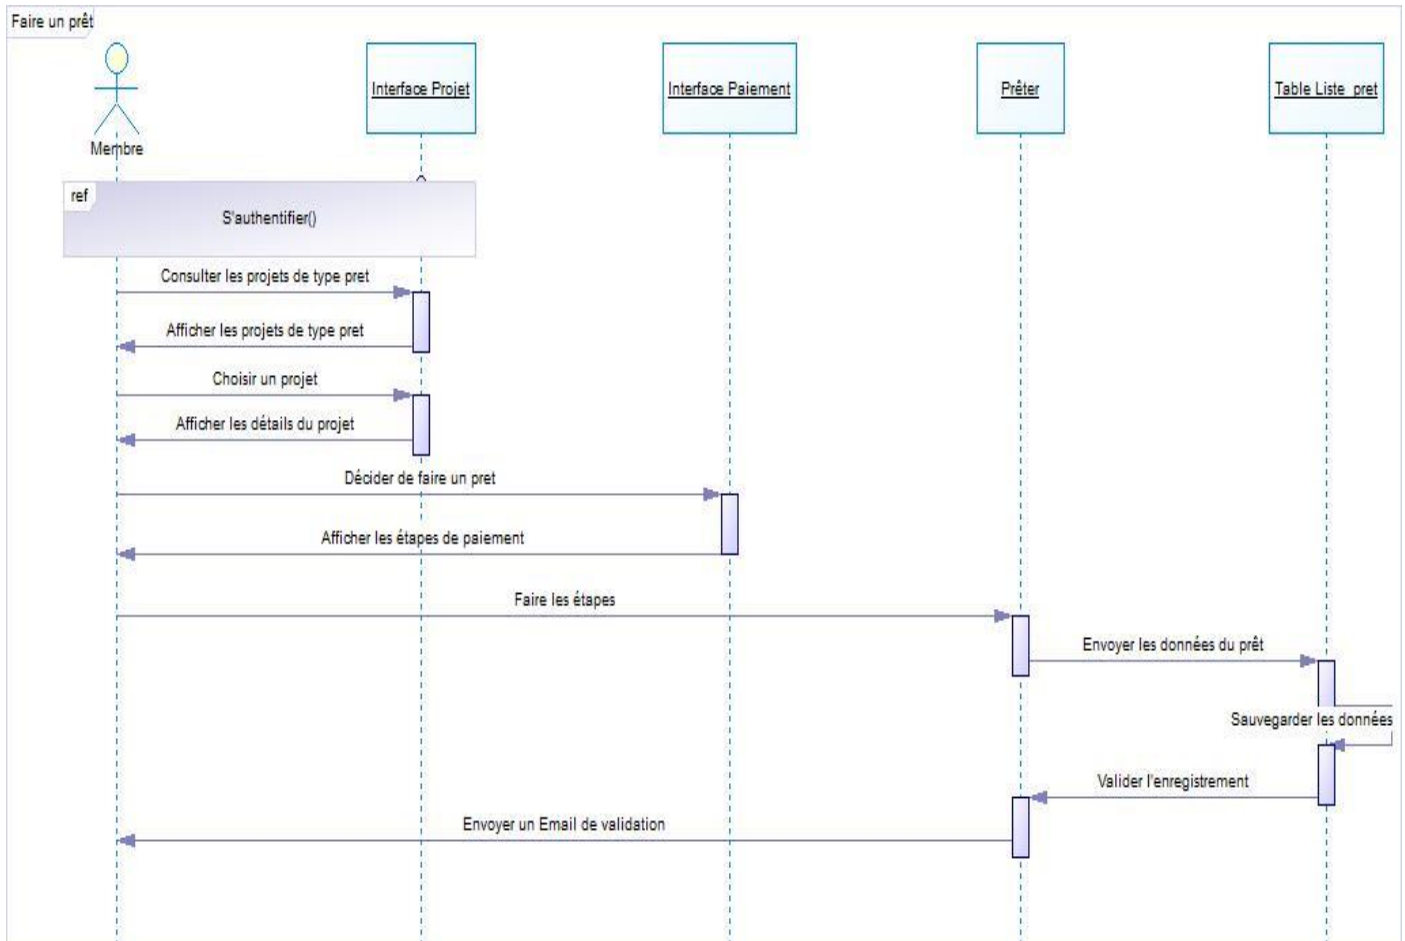 Faire un prêt
Interface Projet
Interface Paiement
Prêter
Table Liste_pret
Membre
ref
S'authentifier()
Consulter les projets de type pret
Afficher les projets de type pret
Choisir un projet
Afficher les détails du projet
Décider de faire un pret
Afficher les étapes de paiement
Faire les étapes
Envoyer les données du prêt
Sauvegarder les données
Valider l'enregistrement
Envoyer un Email de validation